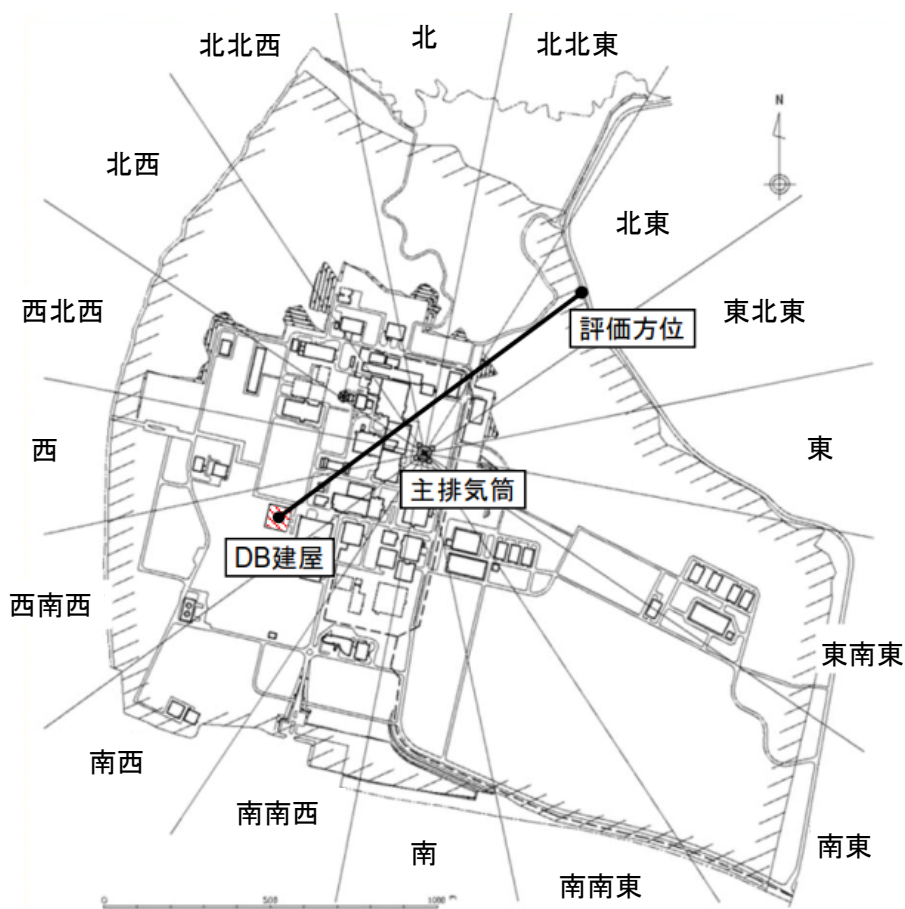 北
北北西
北北東
N
北西
北東
西北西
評価方位
東北東
西
主排気筒
東
DB建屋
西南西
東南東
南西
南南西
南
南南東
南東
0 500 1000 m